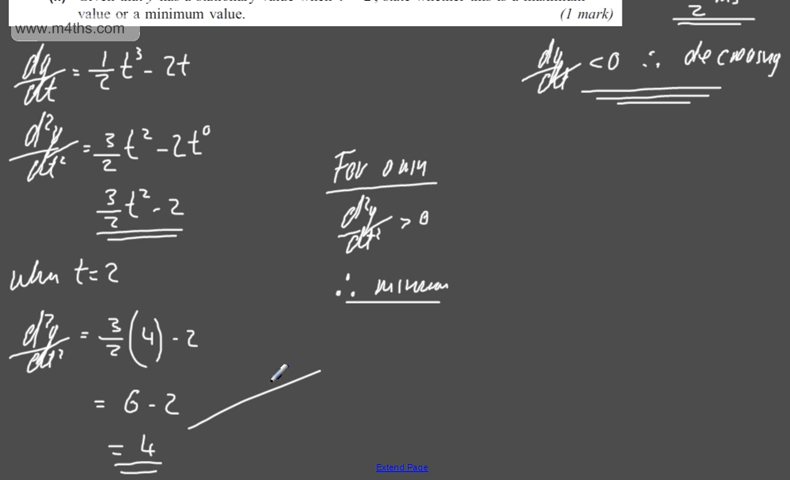 value or a minimum value. (1 mark)
www.m4ths.com
2
dy/dt = 1/2 t³ - 2t
d²y/dt² = 3/2 t² - 2t⁰
3/2 t² - 2
when t = 2
d²y/dt² = 3/2 (4) - 2
= 6 - 2
= 4
For a min
d²y/dt² > 0
∴ minimum
dy/dt < 0 ∴ decreasing
Extend Page